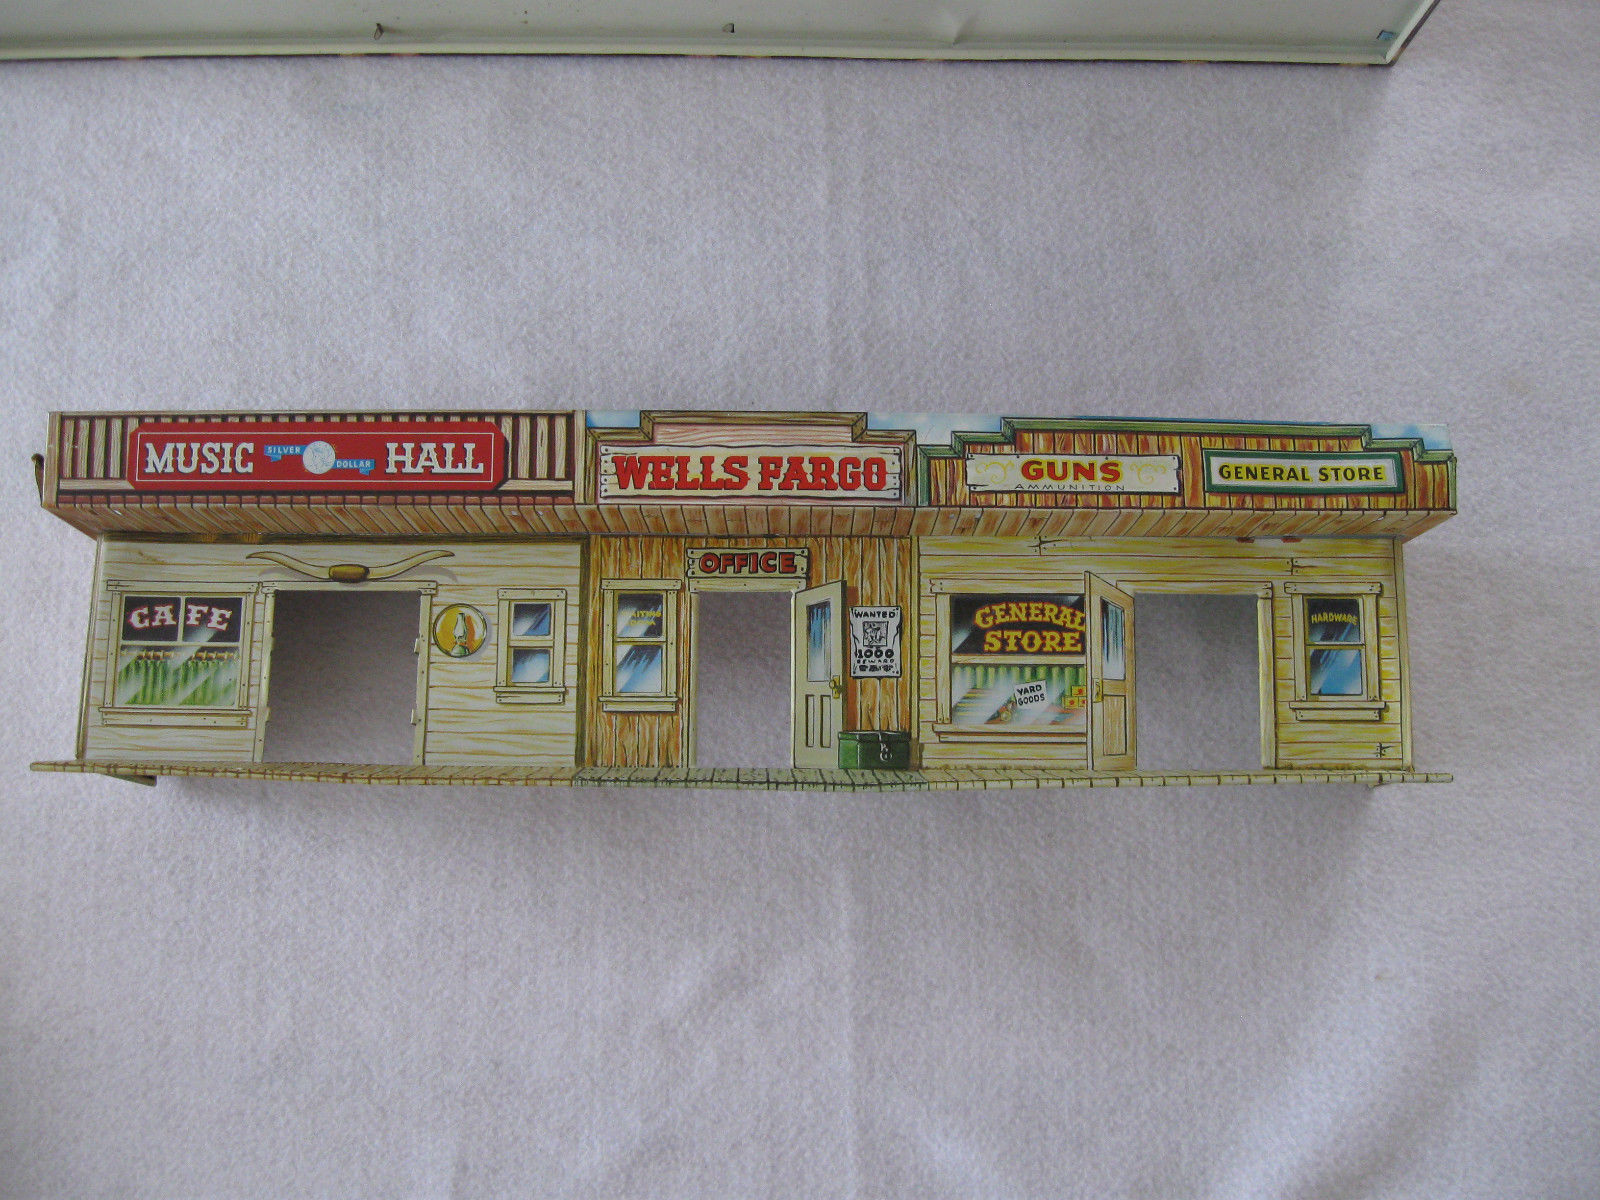 MUSIC SILVER DOLLAR HALL
WELLS FARGO
GUNS
AMMUNITION
GENERAL STORE
CAFE
OFFICE
WANTED
1000
REWARD
GENERAL
STORE
YARD
GOODS
HARDWARE